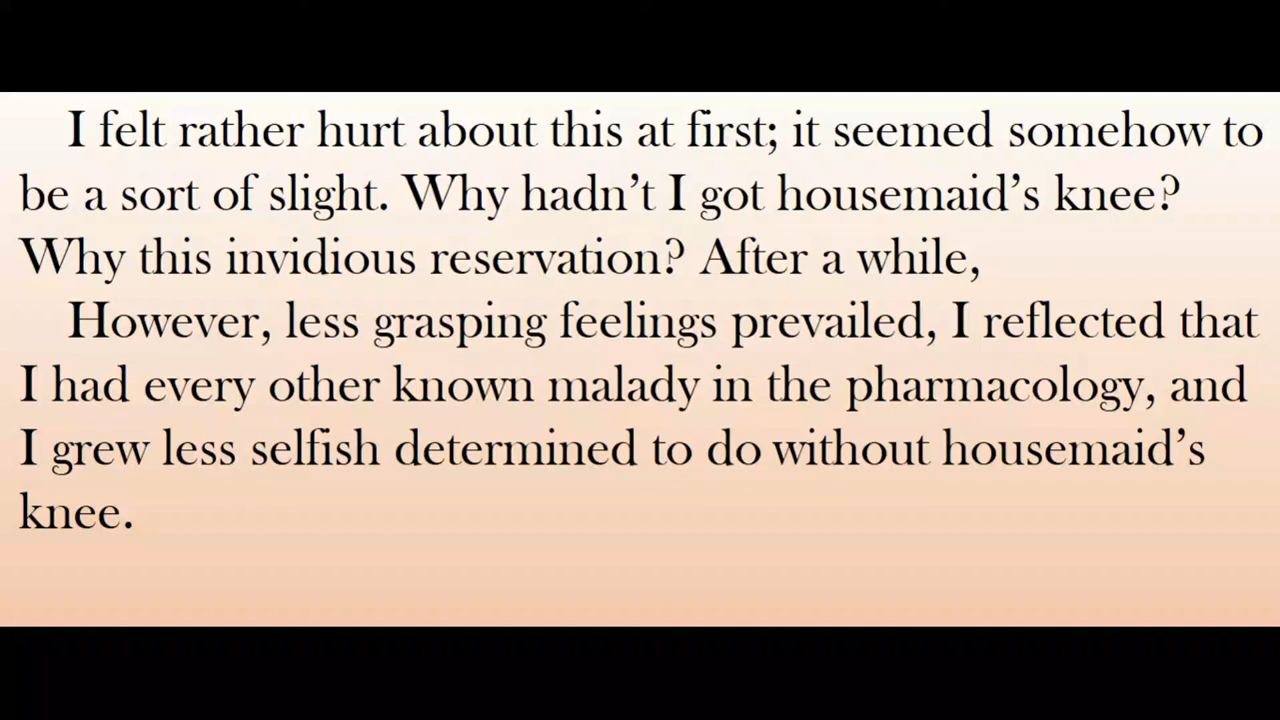 I felt rather hurt about this at first; it seemed somehow to
be a sort of slight. Why hadn’t I got housemaid’s knee?
Why this invidious reservation? After a while,
However, less grasping feelings prevailed, I reflected that
I had every other known malady in the pharmacology, and
I grew less selfish determined to do without housemaid’s
knee.